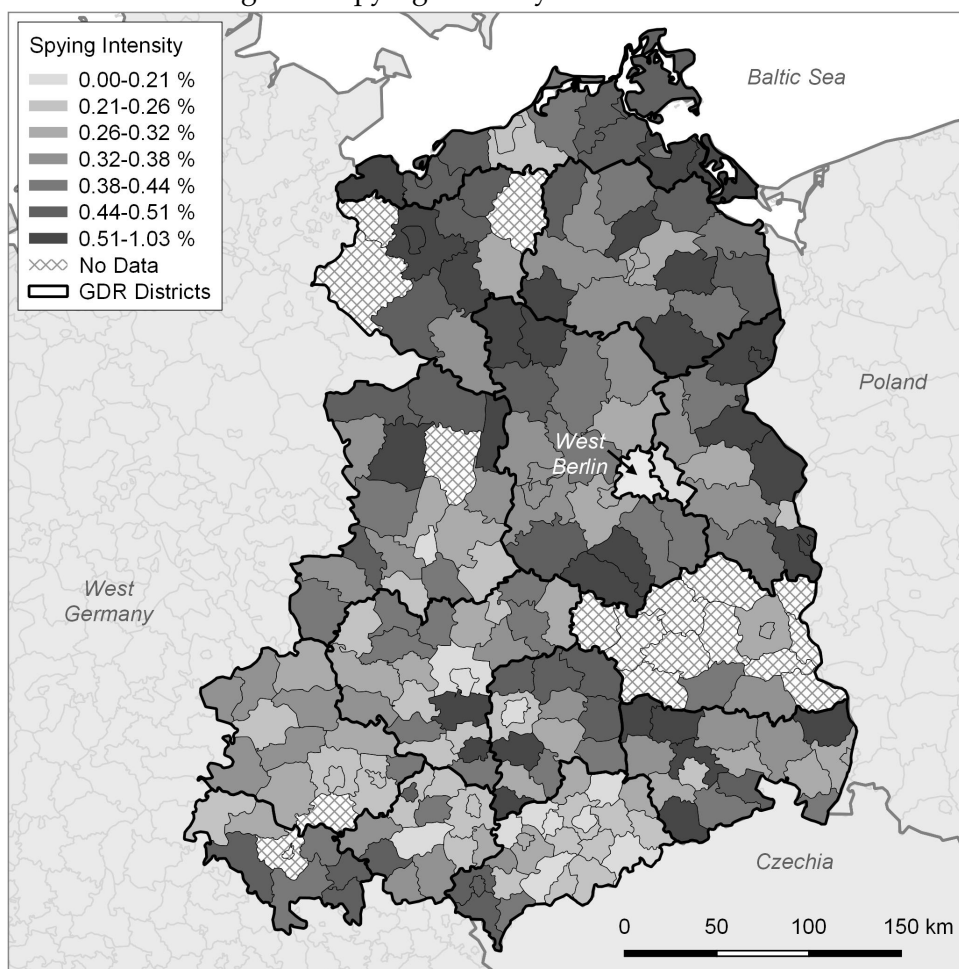 Spying Intensity
0.00-0.21 %
0.21-0.26 %
0.26-0.32 %
0.32-0.38 %
0.38-0.44 %
0.44-0.51 %
0.51-1.03 %
No Data
GDR Districts
Baltic Sea
Poland
West
Berlin
West
Germany
Czechia
0 50 100 150 km